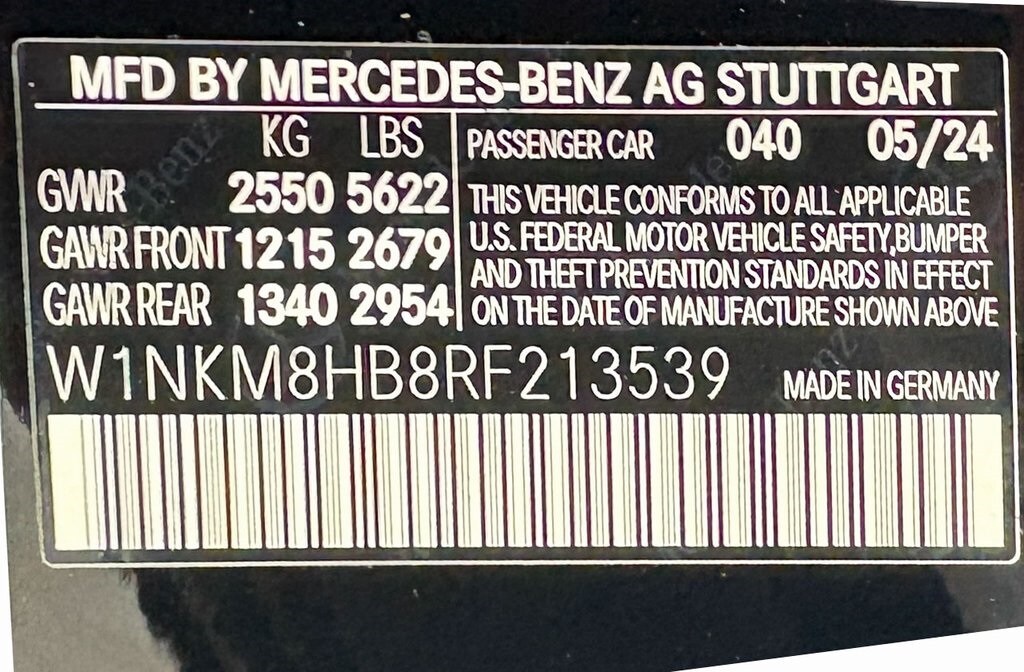 MFD BY MERCEDES-BENZ AG STUTTGART
KG LBS
GVWR 2550 5622
GAWR FRONT 1215 2679
GAWR REAR 1340 2954
PASSENGER CAR 040 05/24
THIS VEHICLE CONFORMS TO ALL APPLICABLE
U.S. FEDERAL MOTOR VEHICLE SAFETY,BUMPER
AND THEFT PREVENTION STANDARDS IN EFFECT
ON THE DATE OF MANUFACTURE SHOWN ABOVE
W1NKM8HB8RF213539 MADE IN GERMANY